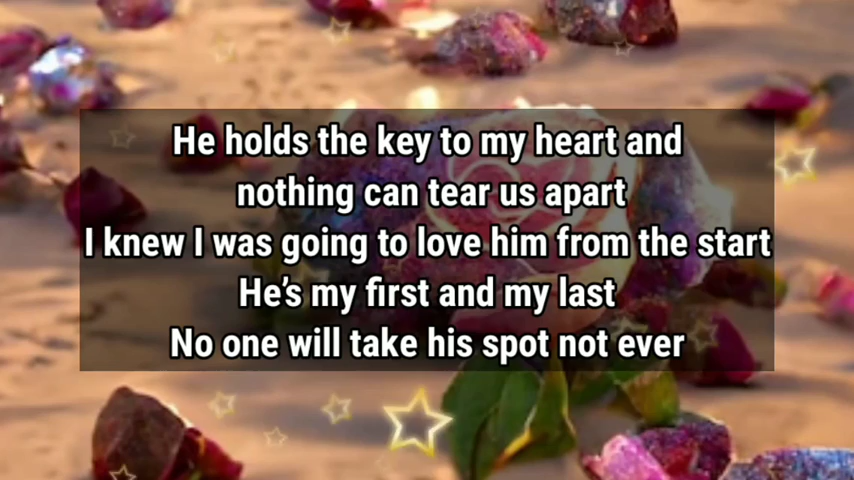 He holds the key to my heart and
nothing can tear us apart
I knew I was going to love him from the start
He’s my first and my last
No one will take his spot not ever